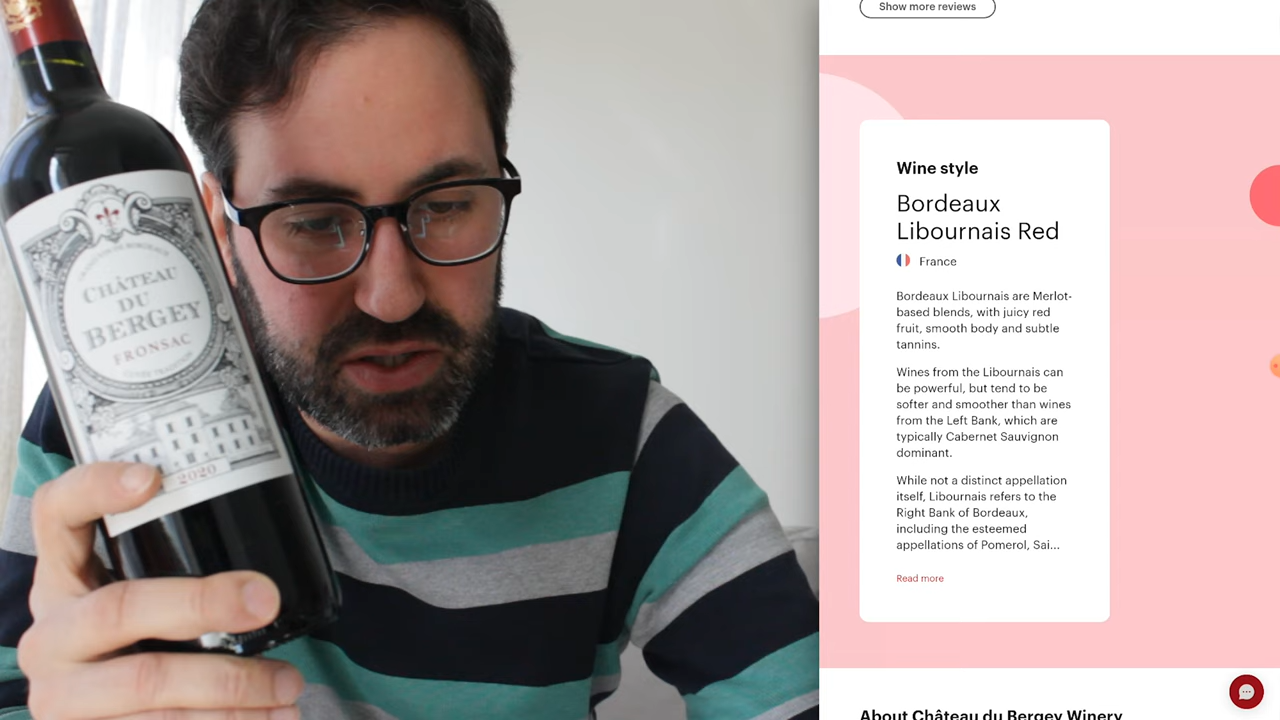 CHÂTEAU
DU
BERGEY
FRONSAC
2020
Show more reviews
Wine style
Bordeaux
Libournais Red
France
Bordeaux Libournais are Merlot-
based blends, with juicy red
fruit, smooth body and subtle
tannins.
Wines from the Libournais can
be powerful, but tend to be
softer and smoother than wines
from the Left Bank, which are
typically Cabernet Sauvignon
dominant.
While not a distinct appellation
itself, Libournais refers to the
Right Bank of Bordeaux,
including the esteemed
appellations of Pomerol, Sai...
Read more
About Château du Bergey Winery